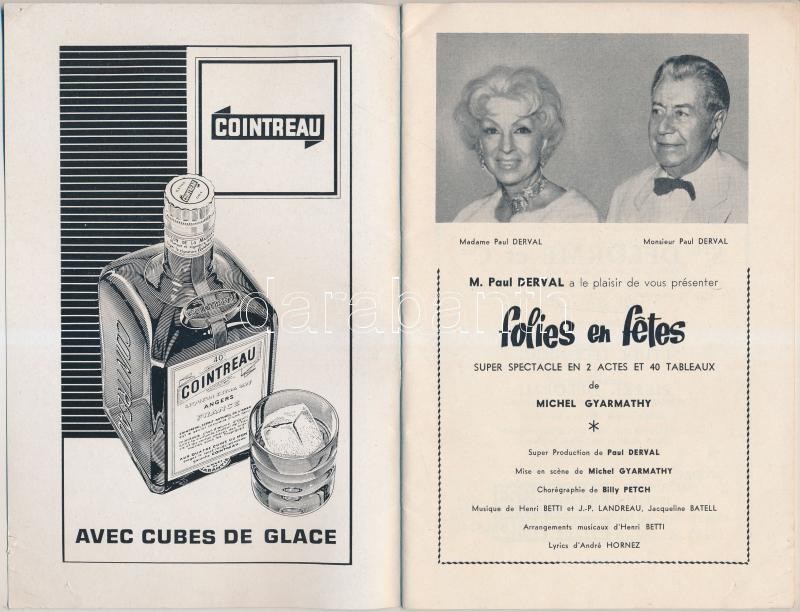 COINTREAU
COINTREAU
40
COINTREAU
ANGERS
FRANCE
AVEC CUBES DE GLACE
Madame Paul DERVAL
Monsieur Paul DERVAL
M. Paul DERVAL a le plaisir de vous présenter
folies en fêtes
SUPER SPECTACLE EN 2 ACTES ET 40 TABLEAUX
de
MICHEL GYARMATHY
*
Super Production de Paul DERVAL
Mise en scène de Michel GYARMATHY
Chorégraphie de Billy PETCH
Musique de Henri BETTI et J.-P. LANDREAU, Jacqueline BATELL
Arrangements musicaux d'Henri BETTI
Lyrics d'André HORNEZ